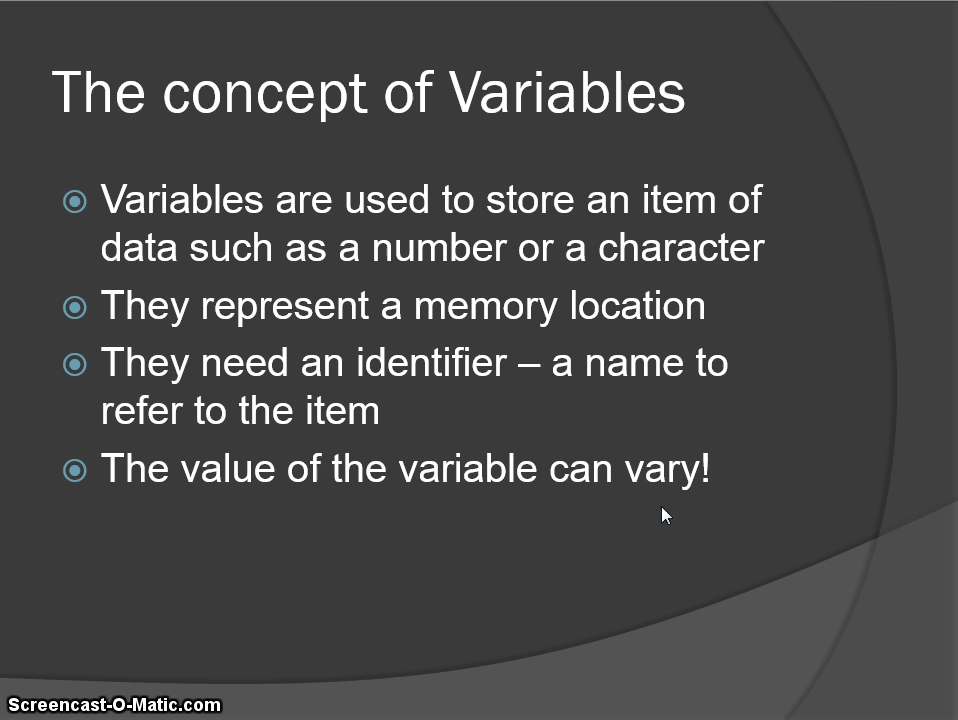 The concept of Variables
Variables are used to store an item of
data such as a number or a character
They represent a memory location
They need an identifier – a name to
refer to the item
The value of the variable can vary!
Screencast-O-Matic.com